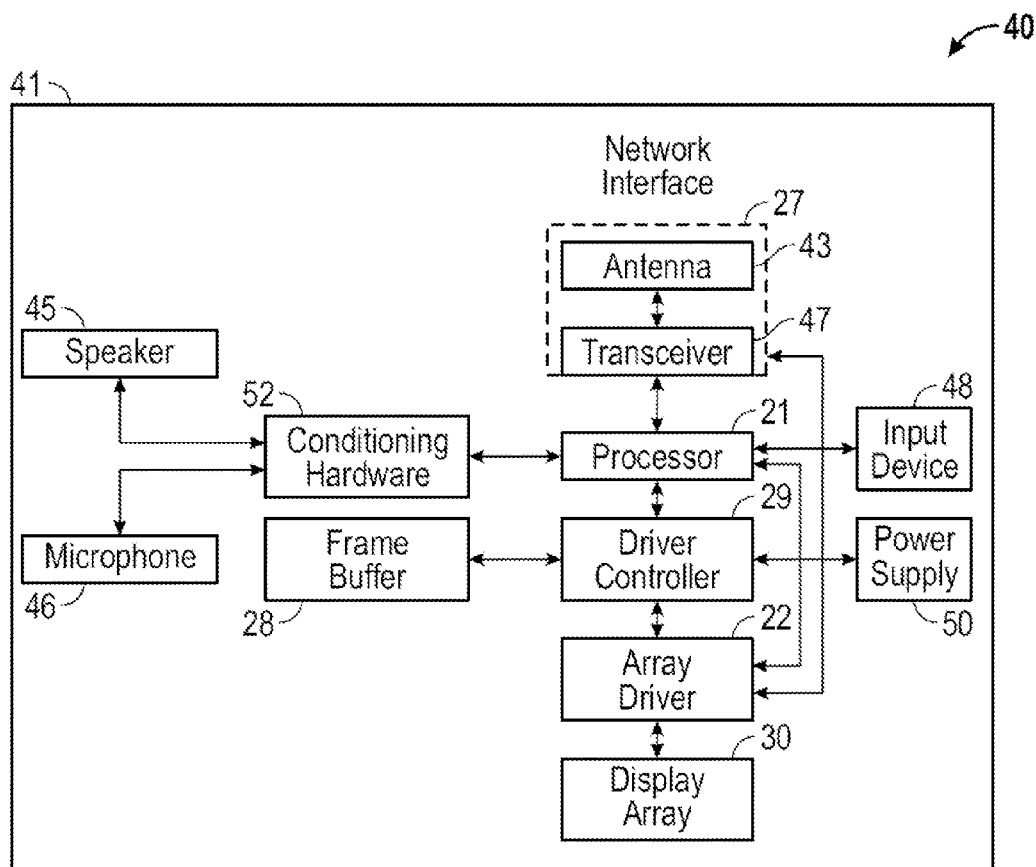 40
41
Network
Interface
27
Antenna
43
45
Speaker
Transceiver
47
52
Conditioning
Hardware
21
Processor
48
Input
Device
29
Microphone
46
Frame
Buffer
28
Driver
Controller
Power
Supply
50
22
Array
Driver
30
Display
Array